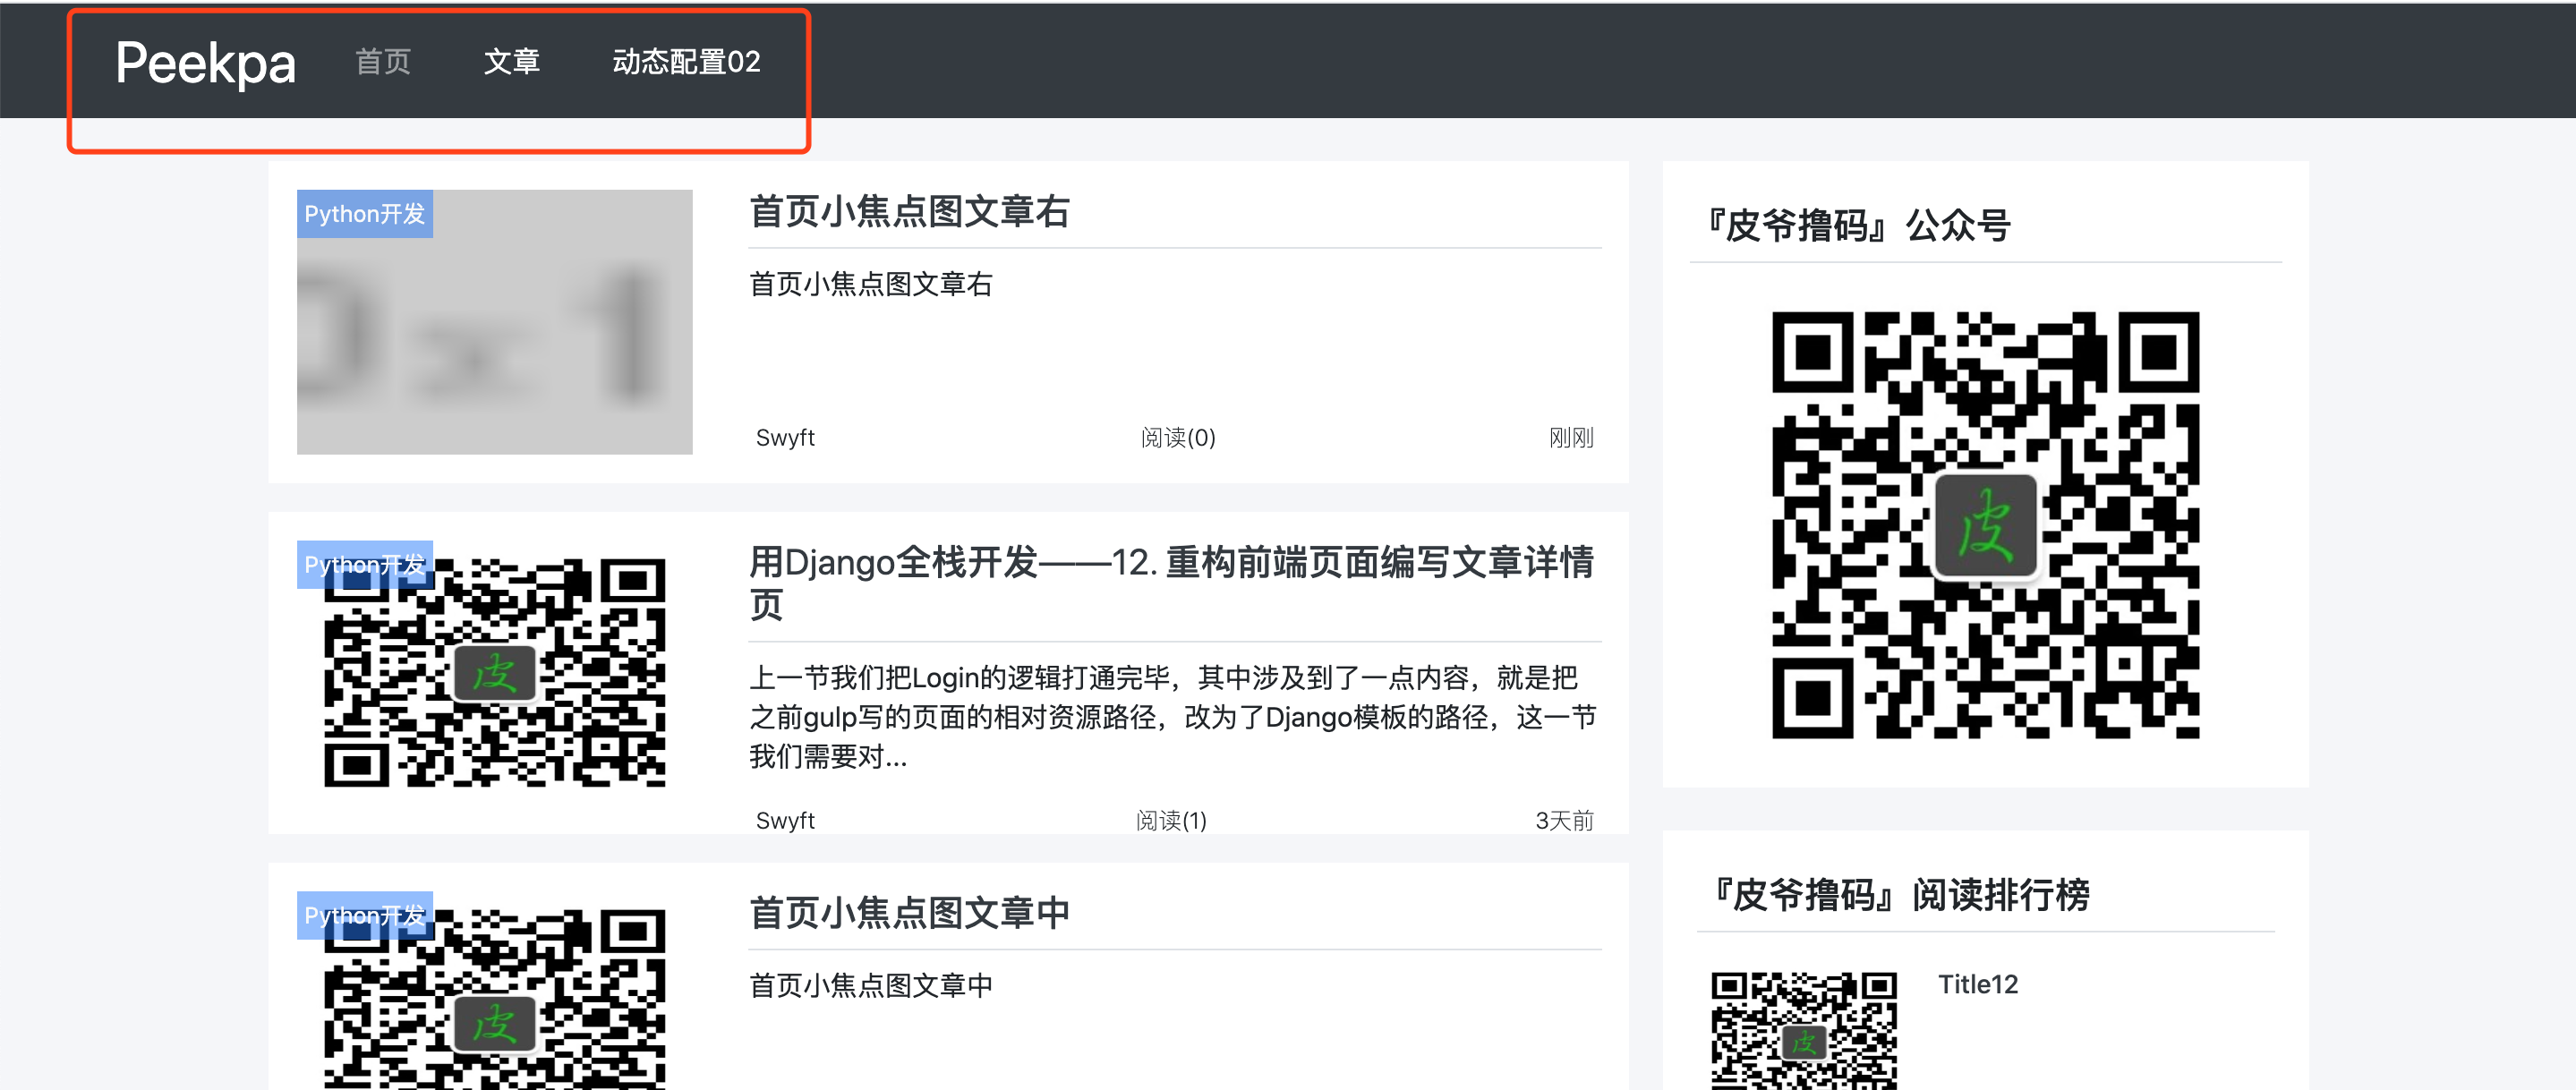 Peekpa 首页 文章 动态配置02
Python开发
首页小焦点图文章右
首页小焦点图文章右
Swyft 阅读(0) 刚刚
Python开发
用Django全栈开发——12. 重构前端页面编写文章详情
页
上一节我们把Login的逻辑打通完毕，其中涉及到了一点内容，就是把
之前gulp写的页面的相对资源路径，改为了Django模板的路径，这一节
我们需要对...
Swyft 阅读(1) 3天前
皮
Python开发
首页小焦点图文章中
首页小焦点图文章中
皮
『皮爷撸码』公众号
皮
『皮爷撸码』阅读排行榜
Title12
皮